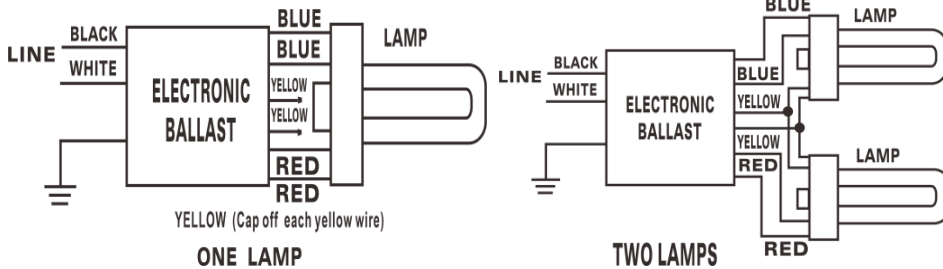 BLUE
BLACK
LINE
BLUE
LAMP
WHITE
YELLOW
ELECTRONIC
BALLAST
YELLOW
RED
RED
YELLOW (Cap off each yellow wire)
ONE LAMP
BLUE
LAMP
BLACK
LINE
BLUE
WHITE
YELLOW
ELECTRONIC
BALLAST
YELLOW
LAMP
RED
RED
TWO LAMPS